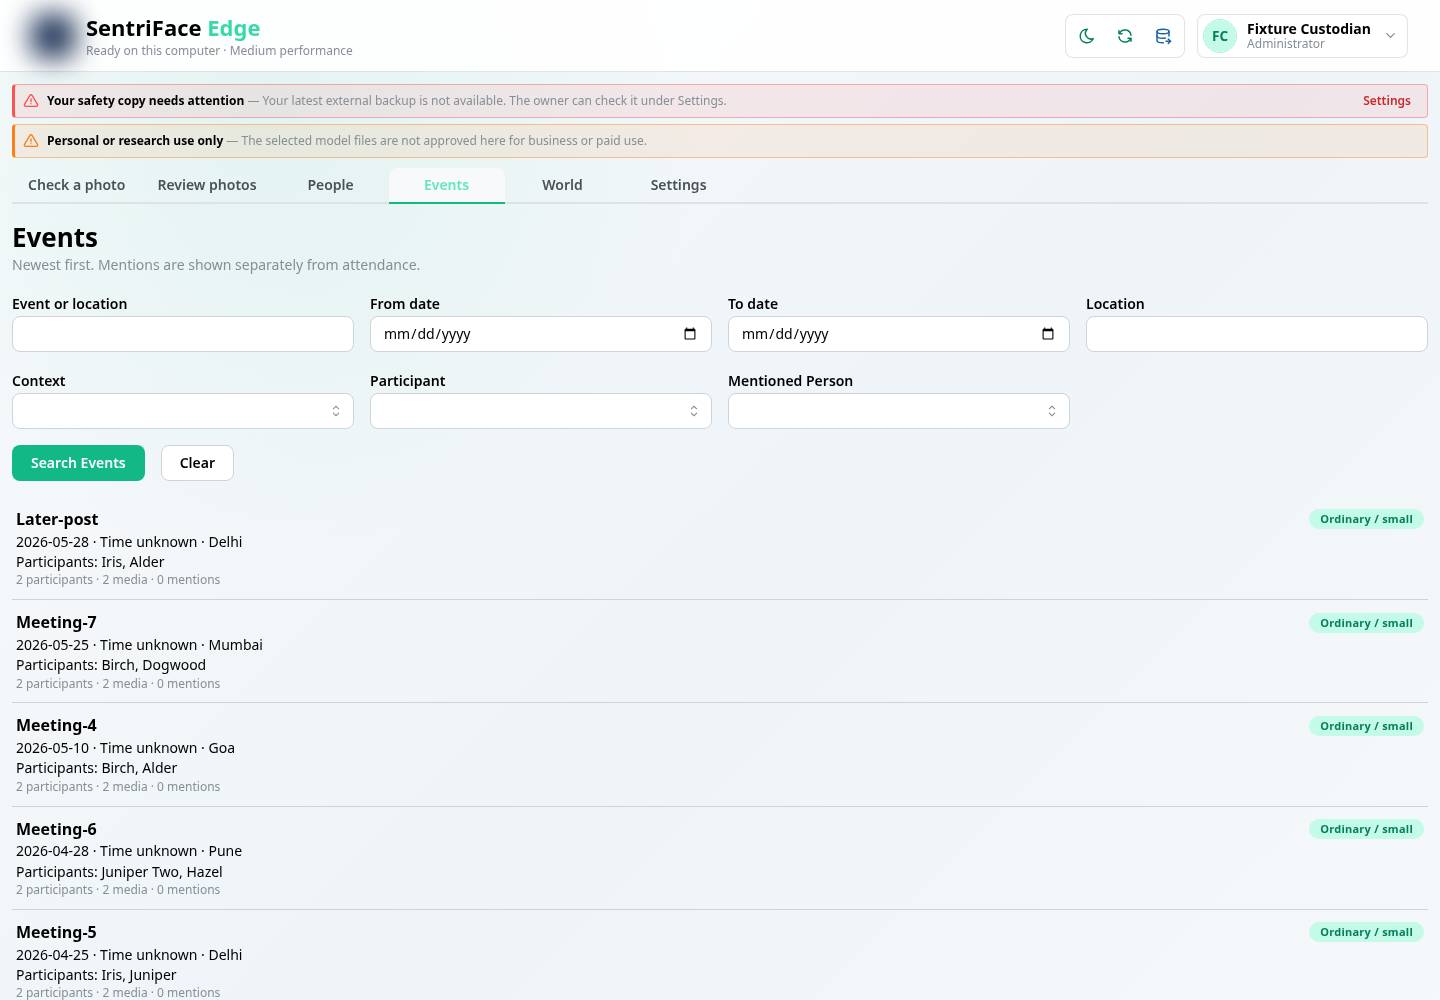 SentriFace Edge
Ready on this computer · Medium performance
FC
Fixture Custodian
Administrator
Your safety copy needs attention — Your latest external backup is not available. The owner can check it under Settings.
Settings
Personal or research use only — The selected model files are not approved here for business or paid use.
Check a photo
Review photos
People
Events
World
Settings
Events
Newest first. Mentions are shown separately from attendance.
Event or location
From date
To date
Location
mm/dd/yyyy
mm/dd/yyyy
Context
Participant
Mentioned Person
Search Events
Clear
Later-post
Ordinary / small
2026-05-28 · Time unknown · Delhi
Participants: Iris, Alder
2 participants · 2 media · 0 mentions
Meeting-7
Ordinary / small
2026-05-25 · Time unknown · Mumbai
Participants: Birch, Dogwood
2 participants · 2 media · 0 mentions
Meeting-4
Ordinary / small
2026-05-10 · Time unknown · Goa
Participants: Birch, Alder
2 participants · 2 media · 0 mentions
Meeting-6
Ordinary / small
2026-04-28 · Time unknown · Pune
Participants: Juniper Two, Hazel
2 participants · 2 media · 0 mentions
Meeting-5
Ordinary / small
2026-04-25 · Time unknown · Delhi
Participants: Iris, Juniper
2 participants · 2 media · 0 mentions